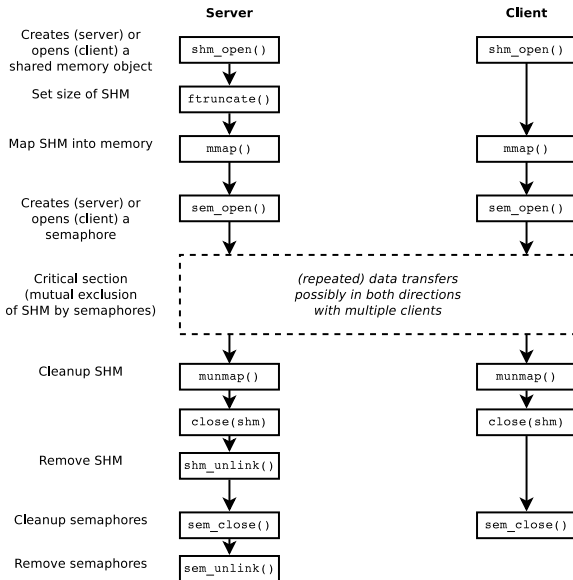 Server
Client
Creates (server) or
opens (client) a
shared memory object
shm_open()
shm_open()
Set size of SHM
ftruncate()
Map SHM into memory
mmap()
mmap()
Creates (server) or
opens (client) a
semaphore
sem_open()
sem_open()
Critical section
(mutual exclusion
of SHM by semaphores)
(repeated) data transfers
possibly in both directions
with multiple clients
Cleanup SHM
munmap()
munmap()
close(shm)
close(shm)
Remove SHM
shm_unlink()
Cleanup semaphores
sem_close()
sem_close()
Remove semaphores
sem_unlink()